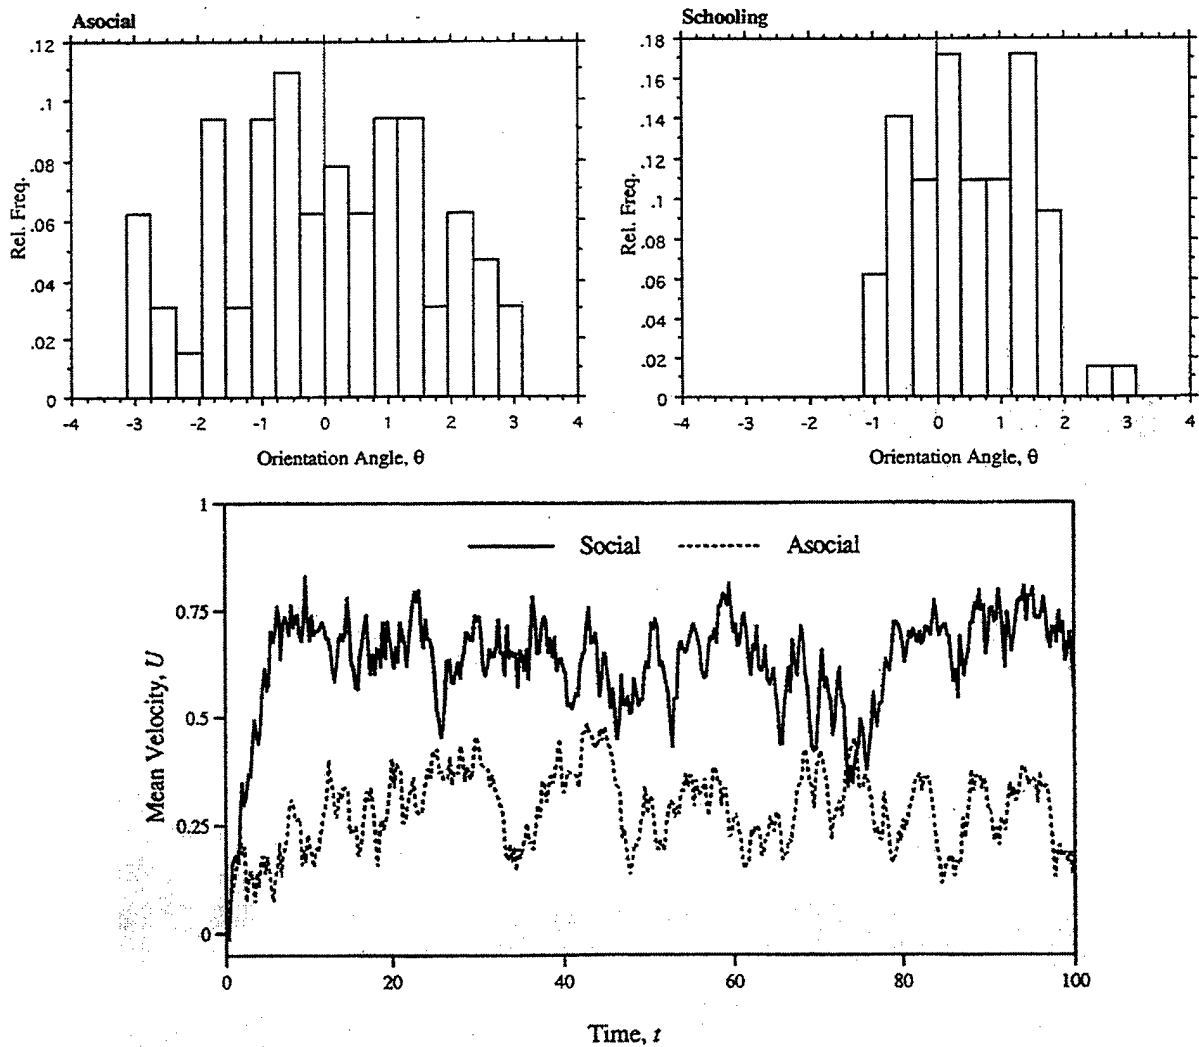 Asocial
.12
.1
.08
.06
.04
.02
0
Rel. Freq.
-4 -3 -2 -1 0 1 2 3 4
Orientation Angle, θ
Schooling
.18
.16
.14
.12
.1
.08
.06
.04
.02
0
Rel. Freq.
-4 -3 -2 -1 0 1 2 3 4
Orientation Angle, θ
1
0.75
0.5
0.25
0
Mean Velocity, U
Social Asocial
0 20 40 60 80 100
Time, t